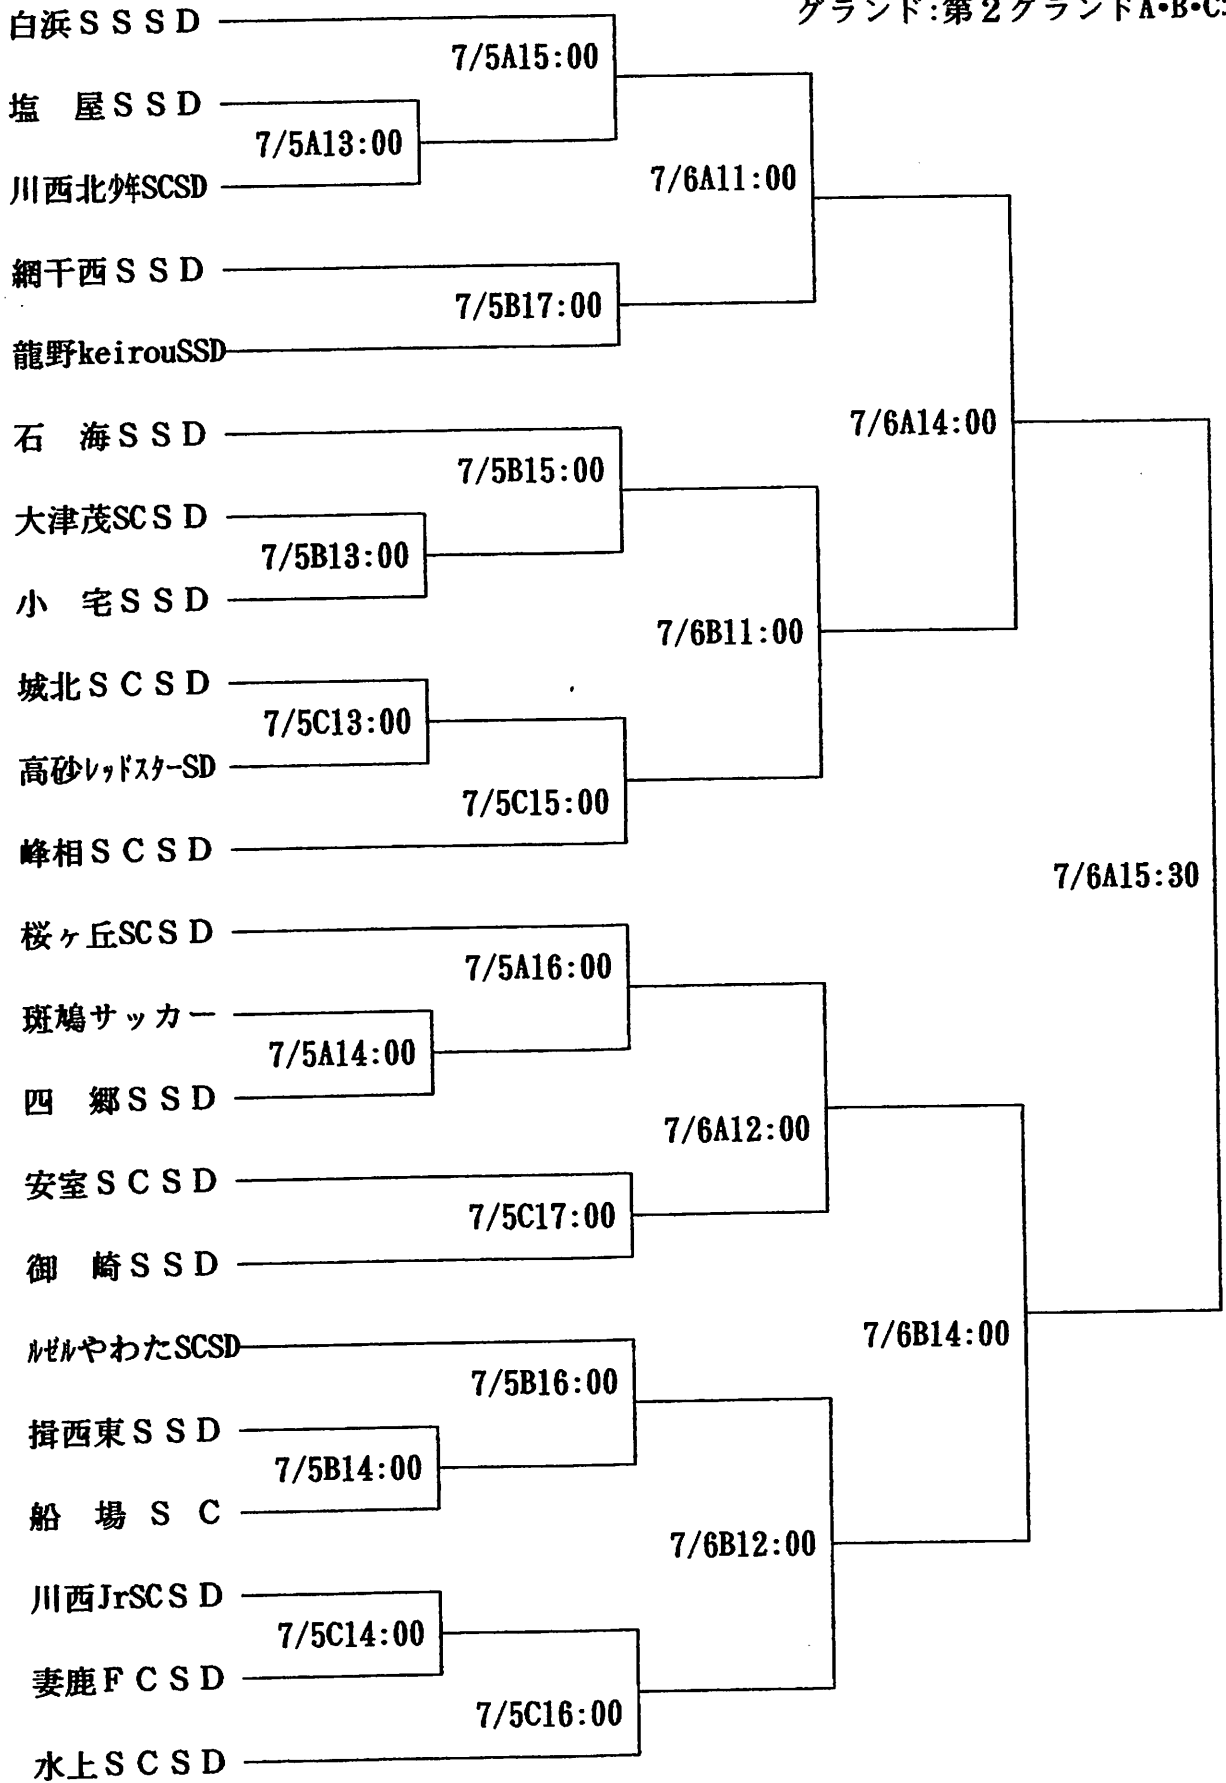 グランド:第2グランドA・B・C
白浜SSSD
7/5A15:00
塩 屋SSD
7/5A13:00
7/6A11:00
川西北少年SCSD
網干西SSD
7/5B17:00
龍野keirouSSD
7/6A14:00
石 海SSD
7/5B15:00
大津茂SCSD
7/5B13:00
小 宅SSD
7/6B11:00
城北SCSD
7/5C13:00
高砂レッドスターSD
7/5C15:00
峰相SCSD
7/6A15:30
桜ヶ丘SCSD
7/5A16:00
斑鳩サッカー
7/5A14:00
四 郷SSD
7/6A12:00
安室SCSD
7/5C17:00
御 崎SSD
7/6B14:00
ルゼルやわたSCSD
7/5B16:00
揖西東SSD
7/5B14:00
船 場 S C
7/6B12:00
川西JrSCSD
7/5C14:00
妻鹿FCSD
7/5C16:00
水上SCSD